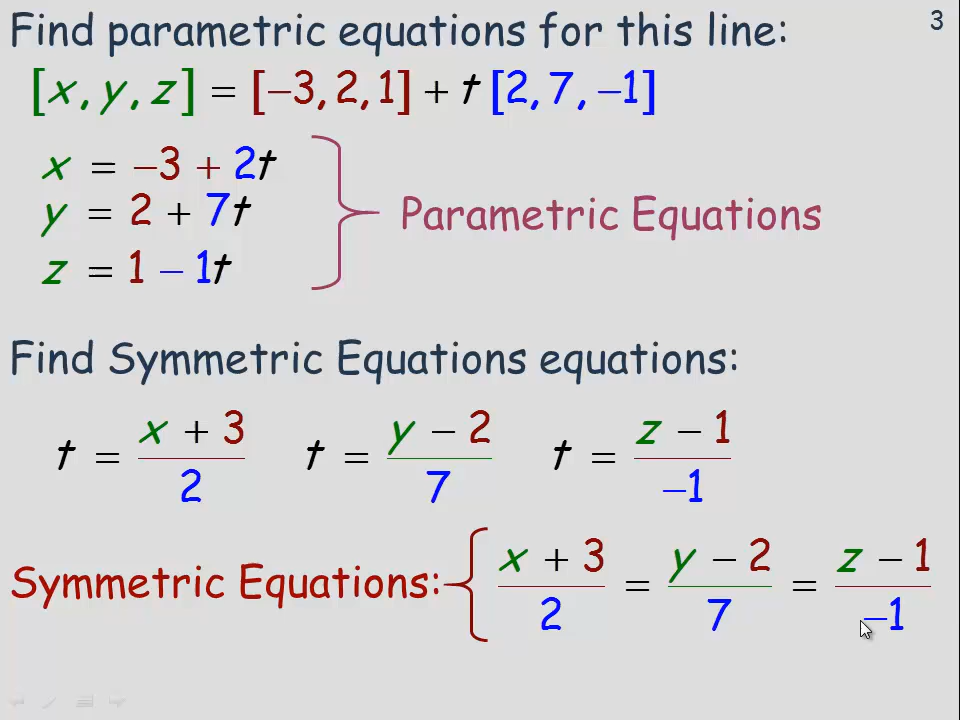 Find parametric equations for this line:
3
[x, y, z] = [−3, 2, 1] + t [2, 7, −1]
x = −3 + 2t
y = 2 + 7t
z = 1 − 1t
Parametric Equations
Find Symmetric Equations equations:
t = (x + 3)/2    t = (y − 2)/7    t = (z − 1)/−1
Symmetric Equations: { (x + 3)/2 = (y − 2)/7 = (z − 1)/−1